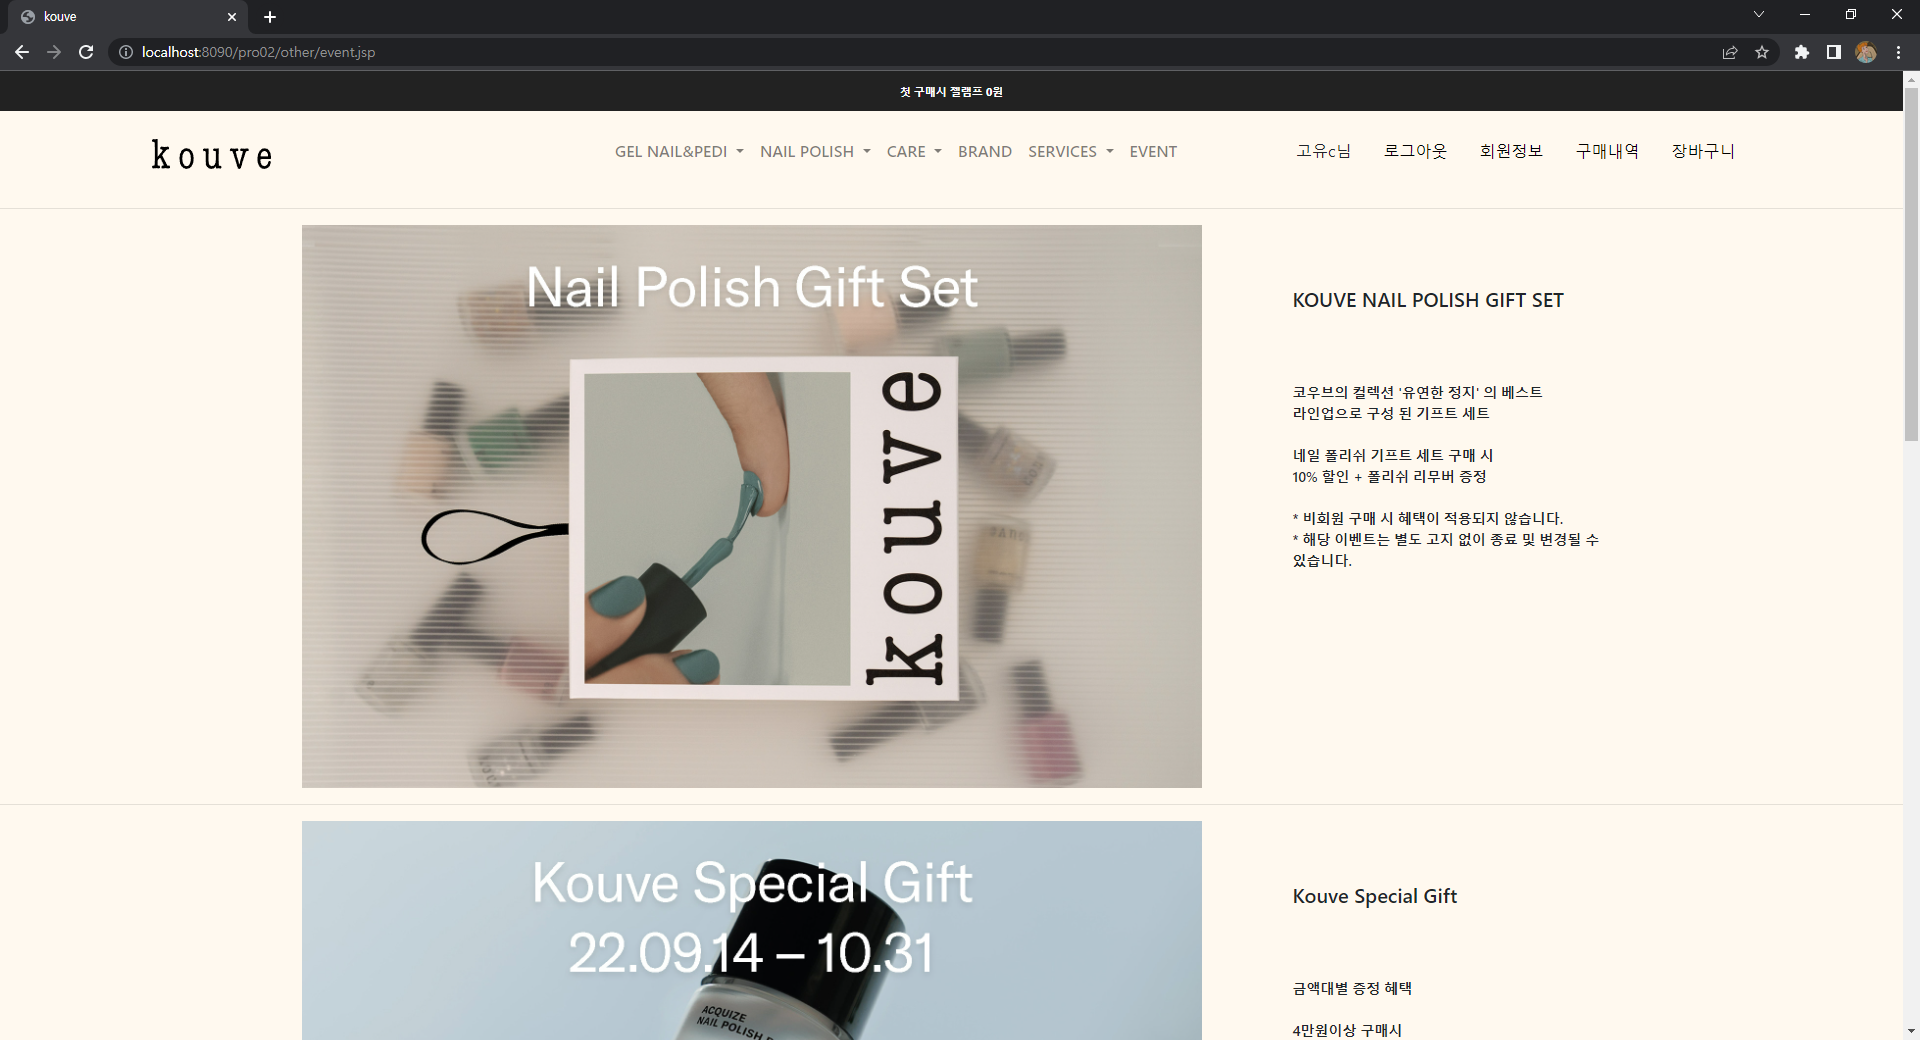 kouve
localhost:8090/pro02/other/event.jsp
첫 구매시 젤램프 0원
kouve
GEL NAIL&PEDI
NAIL POLISH
CARE
BRAND
SERVICES
EVENT
고유c님
로그아웃
회원정보
구매내역
장바구니
Nail Polish Gift Set
kouve
KOUVE NAIL POLISH GIFT SET
코우브의 컬렉션 '유연한 정지' 의 베스트
라인업으로 구성 된 기프트 세트
네일 폴리쉬 기프트 세트 구매 시
10% 할인 + 폴리쉬 리무버 증정
* 비회원 구매 시 혜택이 적용되지 않습니다.
* 해당 이벤트는 별도 고지 없이 종료 및 변경될 수
있습니다.
Kouve Special Gift
22.09.14 – 10.31
ACQUIZE
NAIL POLISH
Kouve Special Gift
금액대별 증정 혜택
4만원이상 구매시